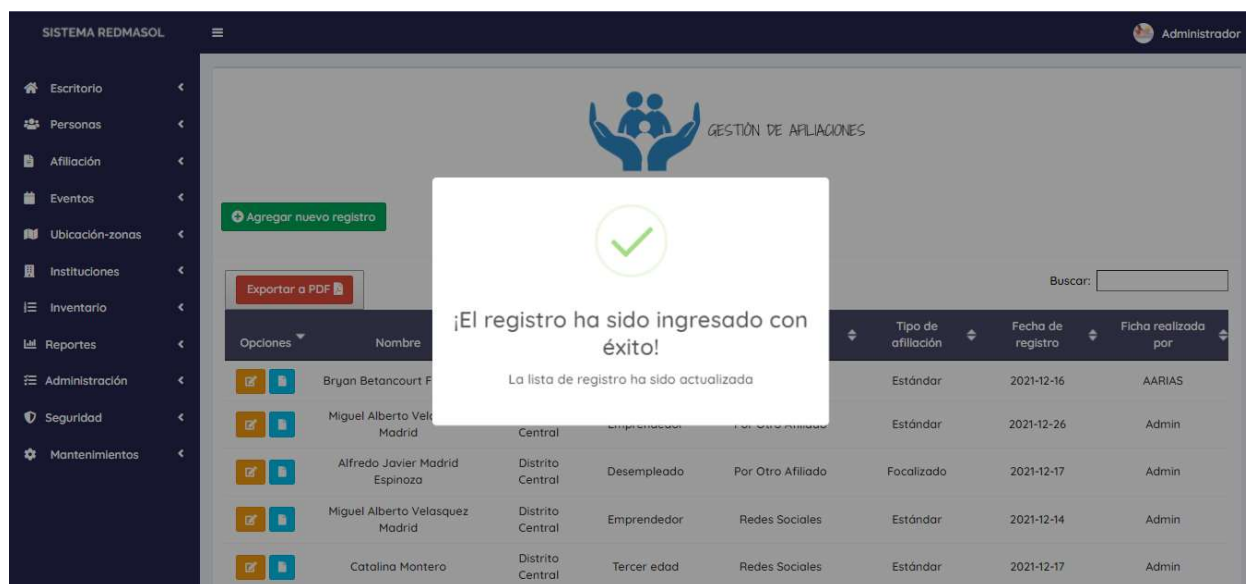 SISTEMA REDMASOL
Administrador
Escritorio
Personas
Afiliación
Eventos
Ubicación-zonas
Instituciones
Inventario
Reportes
Administración
Seguridad
Mantenimientos
GESTIÓN DE AFILIACIONES
Agregar nuevo registro
Exportar a PDF
Buscar:
¡El registro ha sido ingresado con
éxito!
La lista de registro ha sido actualizada
Opciones
Nombre
Tipo de
afiliación
Fecha de
registro
Ficha realizada
por
Bryan Betancourt F
Estándar
2021-12-16
AARIAS
Miguel Alberto Vel
Madrid
Central
Estándar
2021-12-26
Admin
Alfredo Javier Madrid
Espinoza
Distrito
Central
Desempleado
Por Otro Afiliado
Focalizado
2021-12-17
Admin
Miguel Alberto Velasquez
Madrid
Distrito
Central
Emprendedor
Redes Sociales
Estándar
2021-12-14
Admin
Catalina Montero
Distrito
Central
Tercer edad
Redes Sociales
Estándar
2021-12-17
Admin